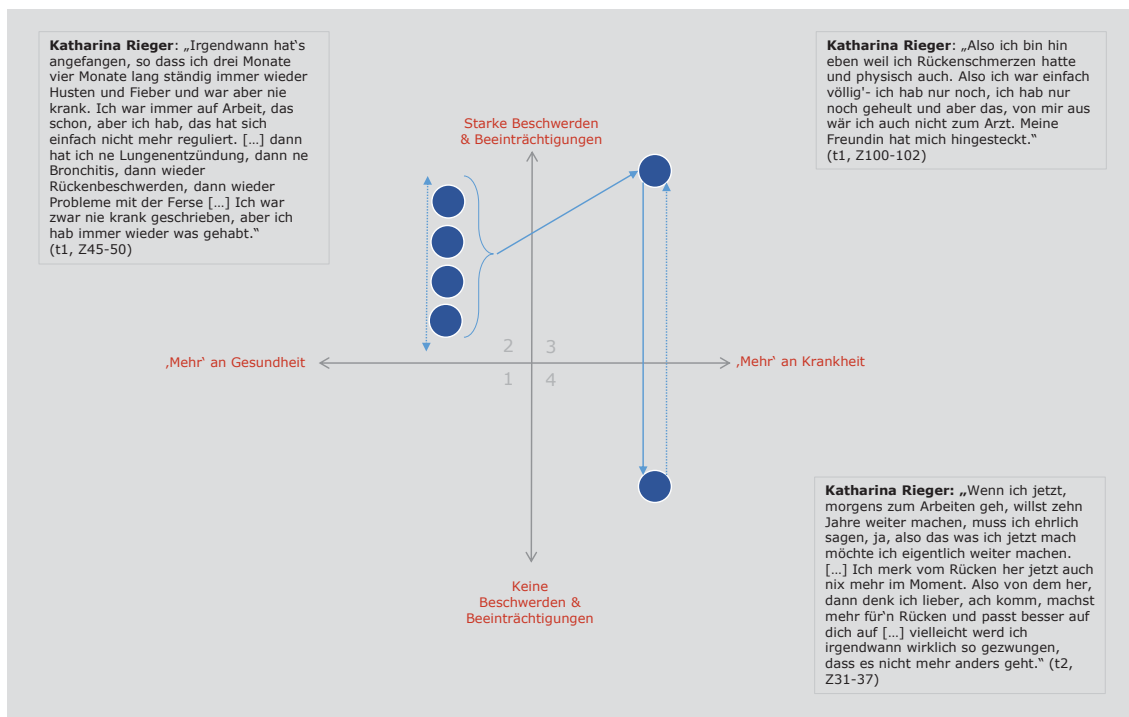 Katharina Rieger: „Irgendwann hat's
angefangen, so dass ich drei Monate
vier Monate lang ständig immer wieder
Husten und Fieber und war aber nie
krank. Ich war immer auf Arbeit, das
schon, aber ich hab, das hat sich
einfach nicht mehr reguliert. […] dann
hat ich ne Lungenentzündung, dann ne
Bronchitis, dann wieder
Rückenbeschwerden, dann wieder
Probleme mit der Ferse […] Ich war
zwar nie krank geschrieben, aber ich
hab immer wieder was gehabt.“
(t1, Z45-50)
Katharina Rieger: „Also ich bin hin
eben weil ich Rückenschmerzen hatte
und physisch auch. Also ich war einfach
völlig'- ich hab nur noch, ich hab nur
noch geheult und aber das, von mir aus
wär ich auch nicht zum Arzt. Meine
Freundin hat mich hingesteckt.“
(t1, Z100-102)
Starke Beschwerden
& Beeinträchtigungen
2 3
‚Mehr‘ an Gesundheit
‚Mehr‘ an Krankheit
1 4
Keine
Beschwerden &
Beeinträchtigungen
Katharina Rieger: „Wenn ich jetzt,
morgens zum Arbeiten geh, willst zehn
Jahre weiter machen, muss ich ehrlich
sagen, ja, also das was ich jetzt mach
möchte ich eigentlich weiter machen.
[…] Ich merk vom Rücken her jetzt auch
nix mehr im Moment. Also von dem her,
dann denk ich lieber, ach komm, machst
mehr für'n Rücken und passt besser auf
dich auf […] vielleicht werd ich
irgendwann wirklich so gezwungen,
dass es nicht mehr anders geht.“ (t2,
Z31-37)